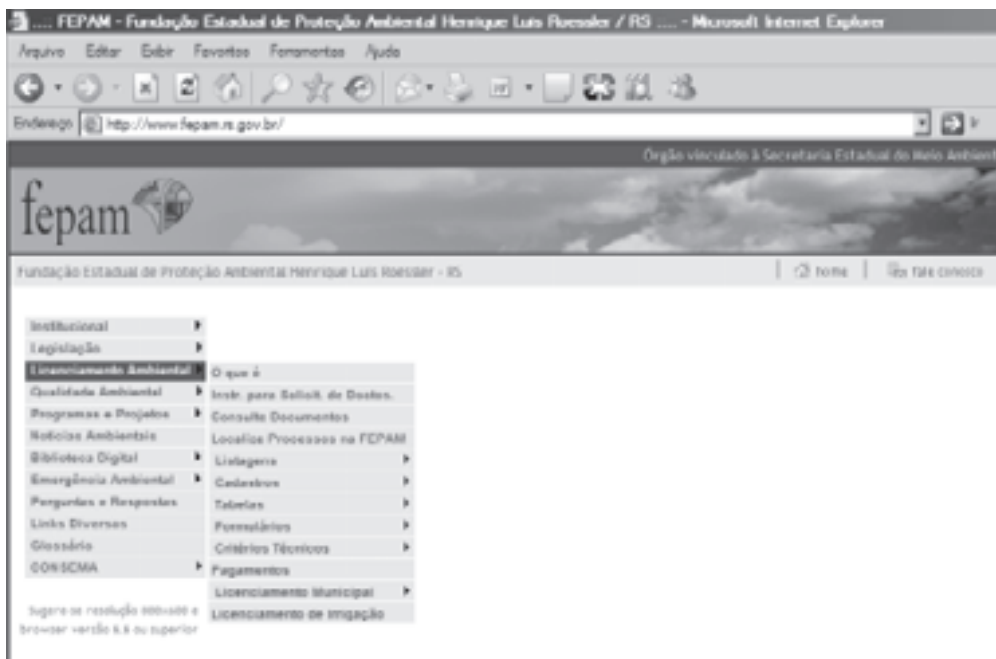 .... FEPAM - Fundação Estadual de Proteção Ambiental Henrique Luis Roessler / RS .... - Microsoft Internet Explorer
Arquivo Editar Exibir Favoritos Ferramentas Ajuda
Endereço http://www.fepam.rs.gov.br/ Ir
Órgão vinculado à Secretaria Estadual do Meio Ambient
fepam
Fundação Estadual de Proteção Ambiental Henrique Luis Roessler - RS home fale conosco
Institucional
Legislação
Licenciamento Ambiental
Qualidade Ambiental
Programas e Projetos
Notícias Ambientais
Biblioteca Digital
Emergência Ambiental
Perguntas e Respostas
Links Diversos
Glossário
CONSEMA
O que é
Instr. para Solicit. de Doctos.
Consulte Documentos
Localize Processos na FEPAM
Listagens
Cadastros
Tabelas
Formulários
Critérios Técnicos
Pagamentos
Licenciamento Municipal
Licenciamento de Irrigação
Sugere-se resolução 800x600 e
browser versão 5.5 ou superior